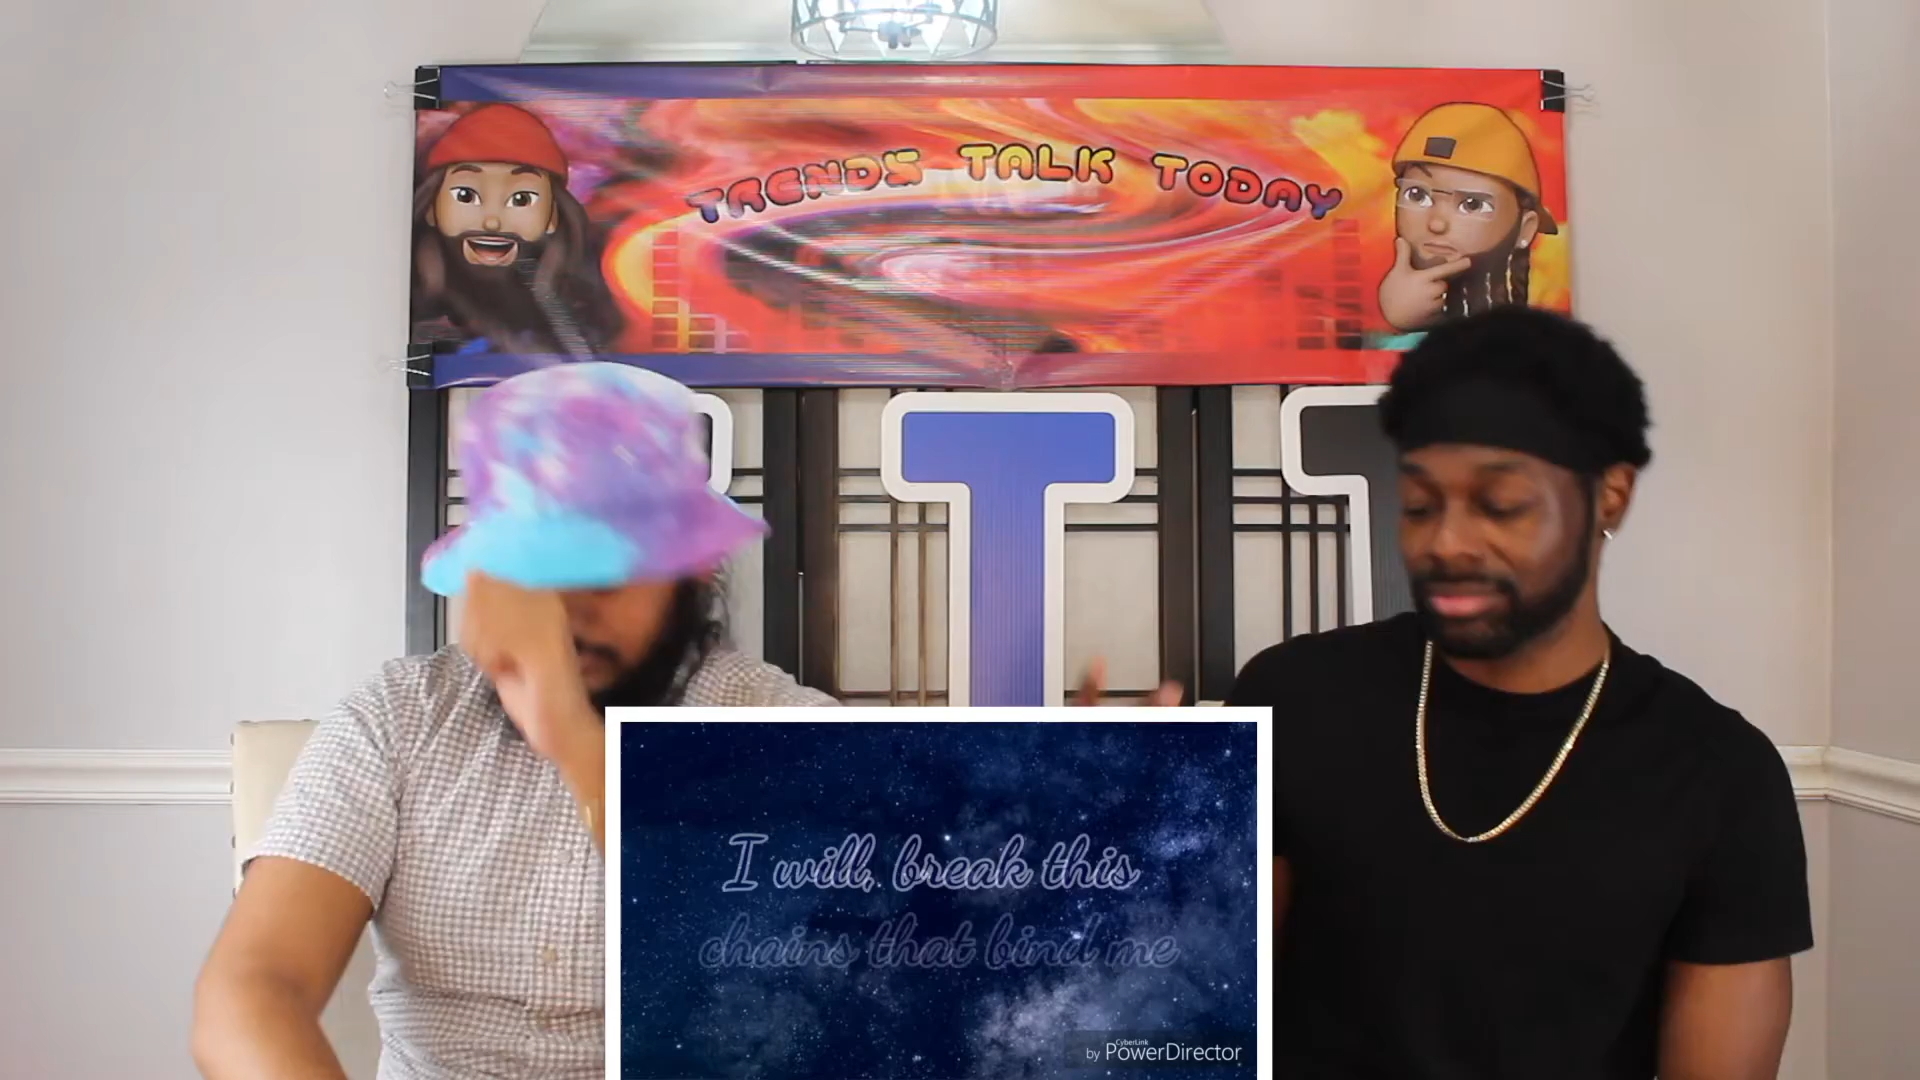 TRENDS TALK TODAY
T
I will, break this
chains that bind me
CyberLink
by PowerDirector